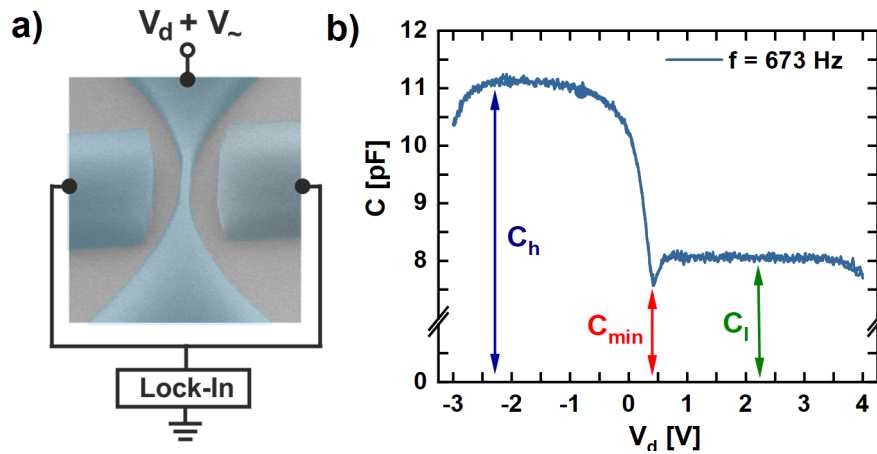 a)
V_d + V_~
Lock-In
b)
f = 673 Hz
C [pF]
12
11
10
9
8
0
C_h
C_min
C_l
-3 -2 -1 0 1 2 3 4
V_d [V]